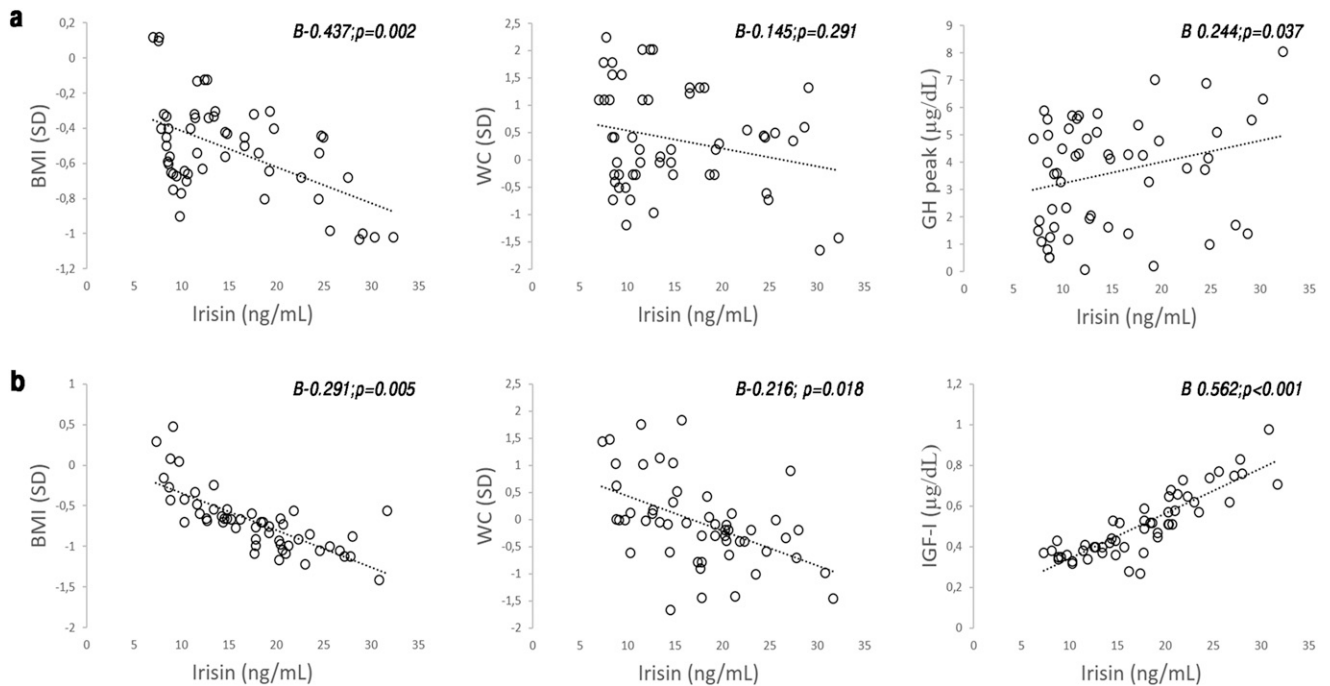 a
B-0.437;p=0.002
0,2
0
-0,2
-0,4
-0,6
-0,8
-1
-1,2
BMI (SD)
0 5 10 15 20 25 30 35
Irisin (ng/mL)
B-0.145;p=0.291
2,5
2
1,5
1
0,5
0
-0,5
-1
-1,5
-2
WC (SD)
0 5 10 15 20 25 30 35
Irisin (ng/mL)
B 0.244;p=0.037
9
8
7
6
5
4
3
2
1
0
GH peak (µg/dL)
0 5 10 15 20 25 30 35
Irisin (ng/mL)
b
B-0.291;p=0.005
1
0,5
0
-0,5
-1
-1,5
-2
BMI (SD)
0 5 10 15 20 25 30 35
Irisin (ng/mL)
B-0.216; p=0.018
2,5
2
1,5
1
0,5
0
-0,5
-1
-1,5
-2
WC (SD)
0 5 10 15 20 25 30 35
Irisin (ng/mL)
B 0.562;p<0.001
1,2
1
0,8
0,6
0,4
0,2
0
IGF-I (µg/dL)
0 5 10 15 20 25 30 35
Irisin (ng/mL)